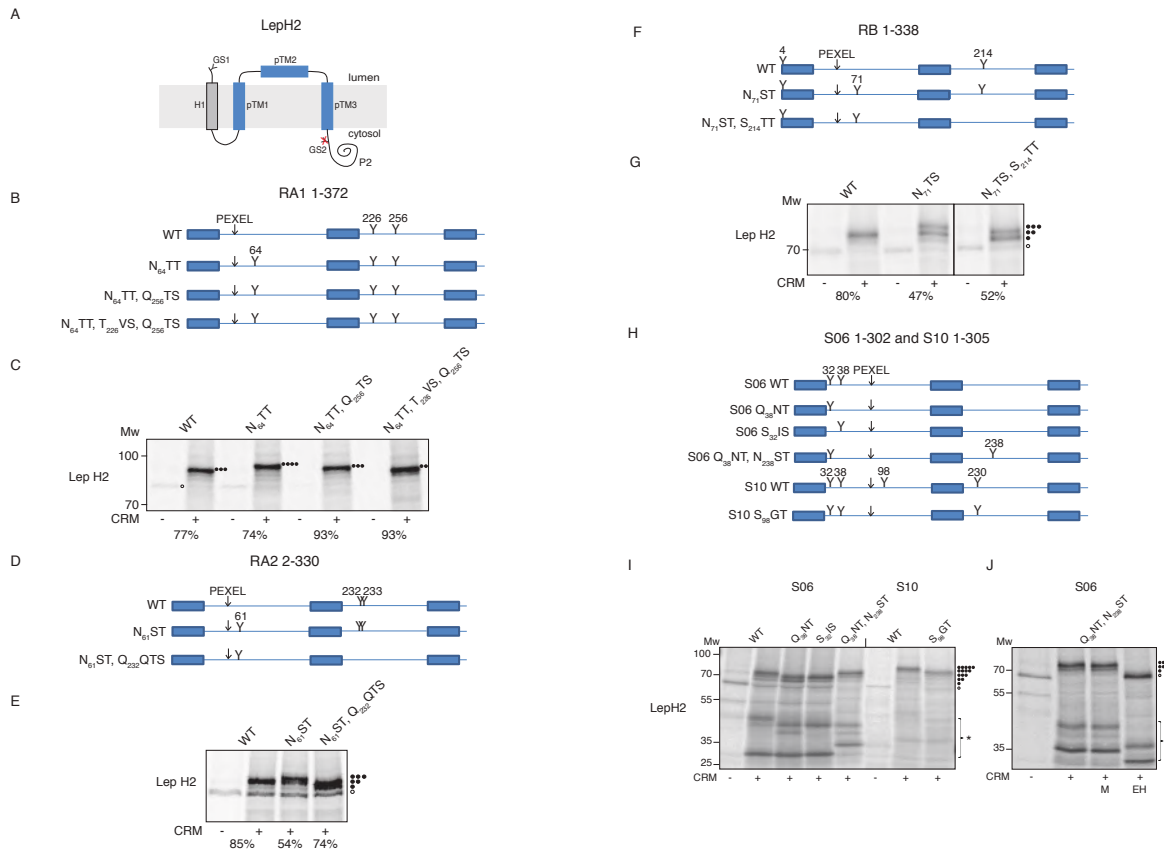 A
LepH2
GS1
pTM2
lumen
H1
pTM1
pTM3
cytosol
GS2
P2
B
RA1 1-372
PEXEL
226 256
WT
64
N64TT
N64TT, Q256TS
N64TT, T226VS, Q256TS
C
WT
N64TT
N64TT, Q256TS
N64TT, T226VS, Q256TS
Mw
100
Lep H2
70
CRM - + - + - + - +
77% 74% 93% 93%
D
RA2 2-330
PEXEL
232 233
WT
61
N61ST
N61ST, Q232QTS
E
WT
N61ST
N61ST, Q232QTS
Lep H2
CRM - + + +
85% 54% 74%
F
RB 1-338
4
PEXEL
214
WT
71
N71ST
N71ST, S214TT
G
WT
N71TS
N71TS, S214TT
Mw
Lep H2
70
CRM - + - + - +
80% 47% 52%
H
S06 1-302 and S10 1-305
32 38 PEXEL
S06 WT
S06 Q38NT
S06 S32IS
238
S06 Q38NT, N238ST
32 38 98 230
S10 WT
S10 S98GT
I
S06 S10
WT
Q38NT
S32IS
Q38NT, N238ST
WT
S98GT
Mw
100
70
55
LepH2
35
25
*
CRM - + + + + - + +
J
S06
Q38NT, N238ST
Mw
70
55
35
CRM - + + +
M EH